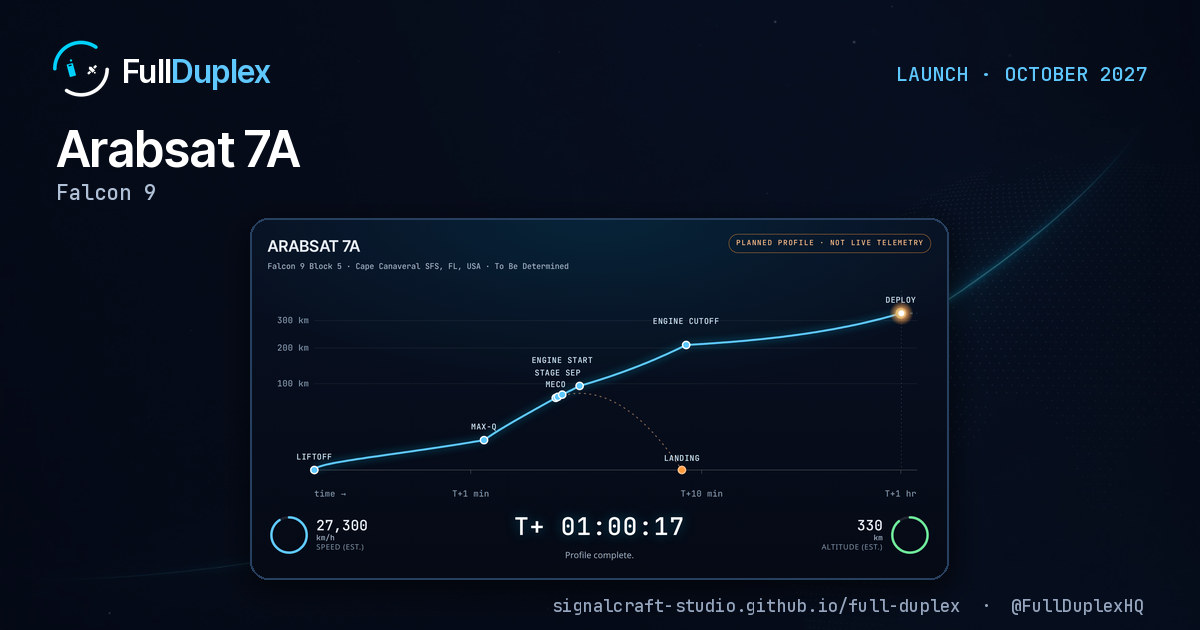 FullDuplex
LAUNCH · OCTOBER 2027
Arabsat 7A
Falcon 9
ARABSAT 7A
PLANNED PROFILE · NOT LIVE TELEMETRY
Falcon 9 Block 5 · Cape Canaveral SFS, FL, USA · To Be Determined
DEPLOY
300 km
ENGINE CUTOFF
200 km
ENGINE START
STAGE SEP
100 km
MECO
MAX-Q
LIFTOFF
LANDING
time →
T+1 min
T+10 min
T+1 hr
27,300
km/h
SPEED (EST.)
T+ 01:00:17
Profile complete.
330
km
ALTITUDE (EST.)
signalcraft-studio.github.io/full-duplex · @FullDuplexHQ